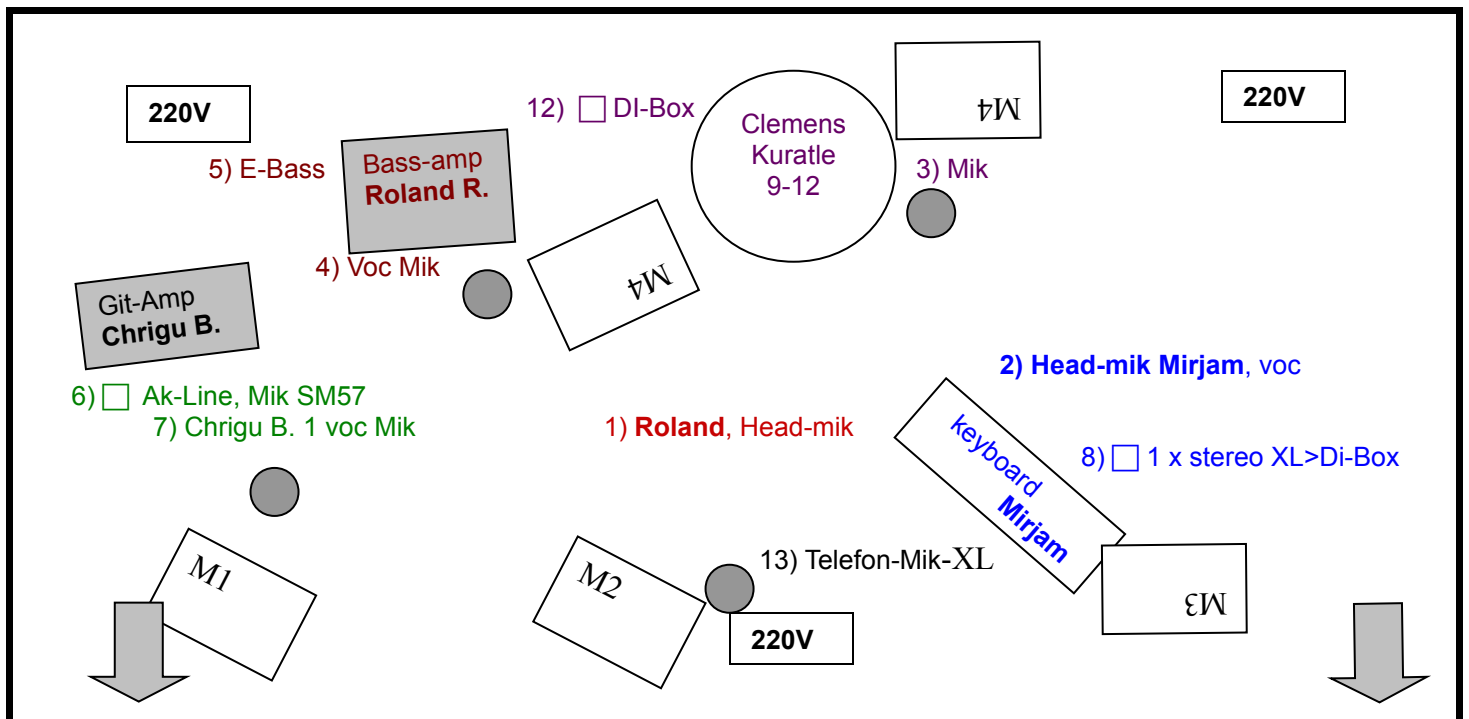 220V
12) □ DI-Box
Clemens
Kuratle
9-12
M4
220V
5) E-Bass
Bass-amp
Roland R.
3) Mik
4) Voc Mik
M4
Git-Amp
Chrigu B.
6) □ Ak-Line, Mik SM57
7) Chrigu B. 1 voc Mik
1) Roland, Head-mik
2) Head-mik Mirjam, voc
keyboard
Mirjam
8) □ 1 x stereo XL>Di-Box
M1
M2
13) Telefon-Mik-XL
220V
M3